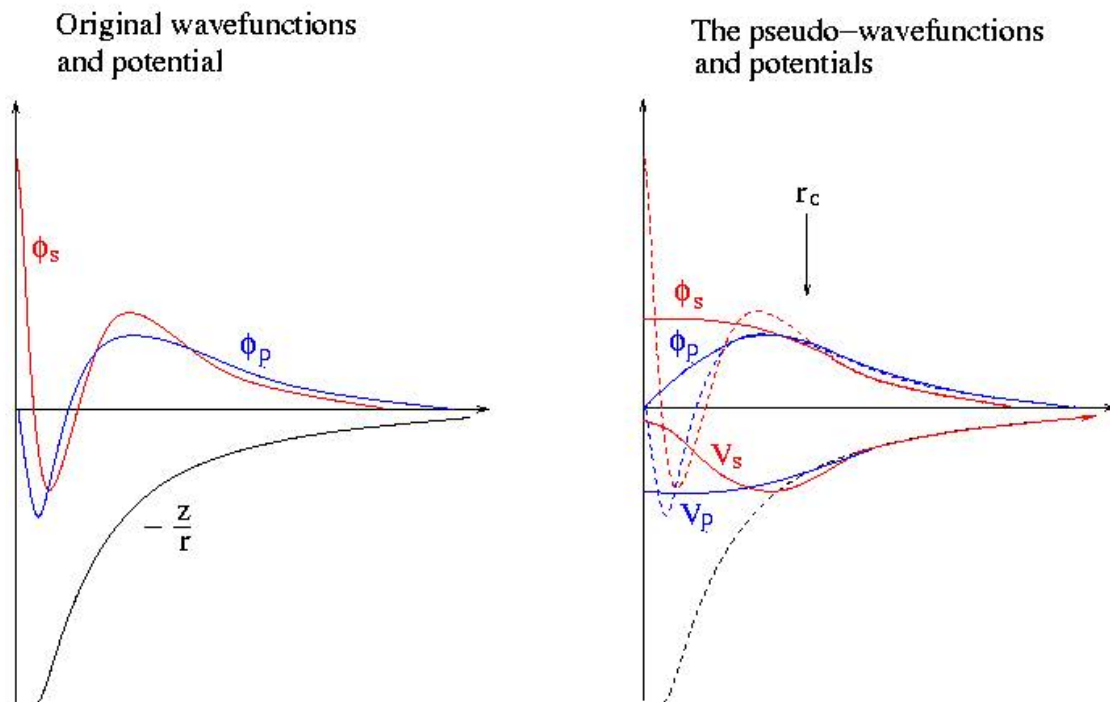 Original wavefunctions
and potential
ϕs
ϕp
− z/r
The pseudo−wavefunctions
and potentials
rc
ϕs
ϕp
Vs
Vp